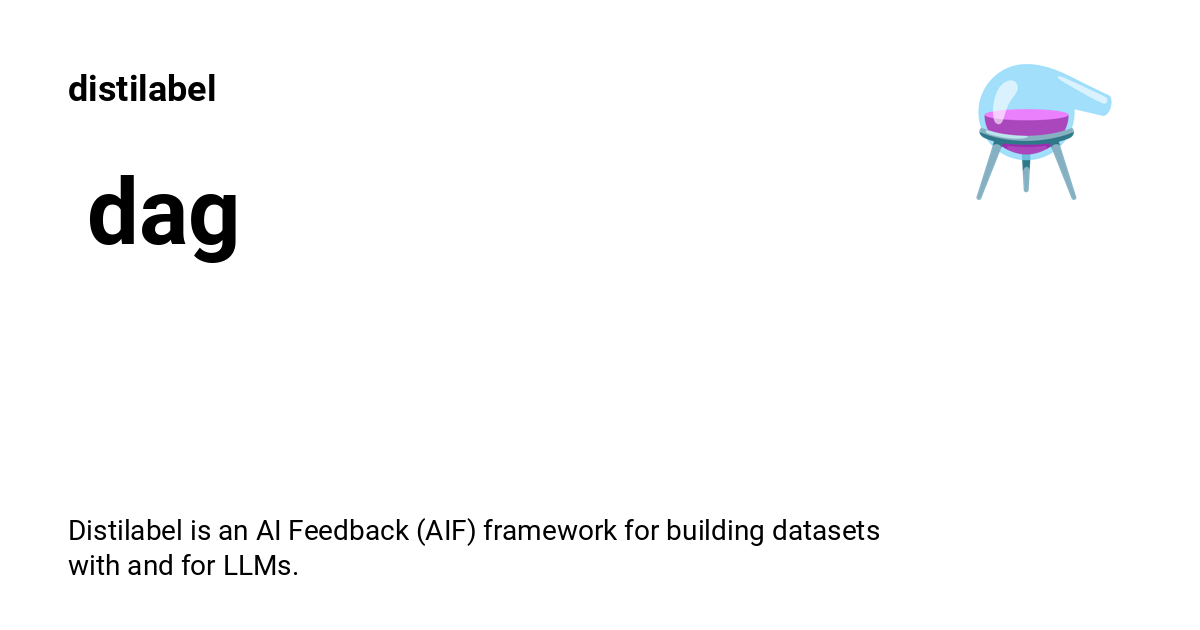 distilabel
dag
Distilabel is an AI Feedback (AIF) framework for building datasets
with and for LLMs.